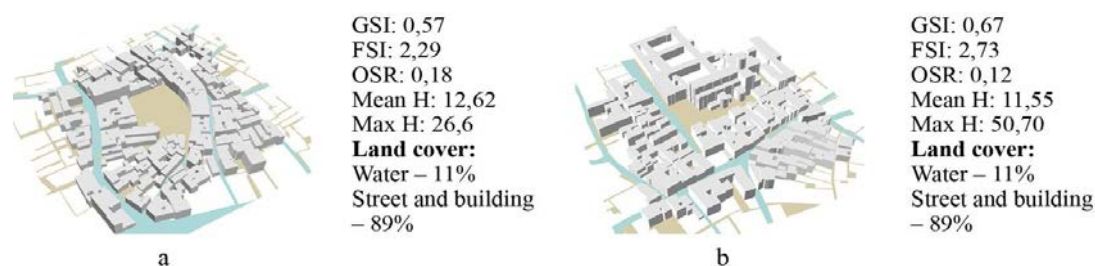 GSI: 0,57
FSI: 2,29
OSR: 0,18
Mean H: 12,62
Max H: 26,6
Land cover:
Water – 11%
Street and building
– 89%
a
GSI: 0,67
FSI: 2,73
OSR: 0,12
Mean H: 11,55
Max H: 50,70
Land cover:
Water – 11%
Street and building
– 89%
b